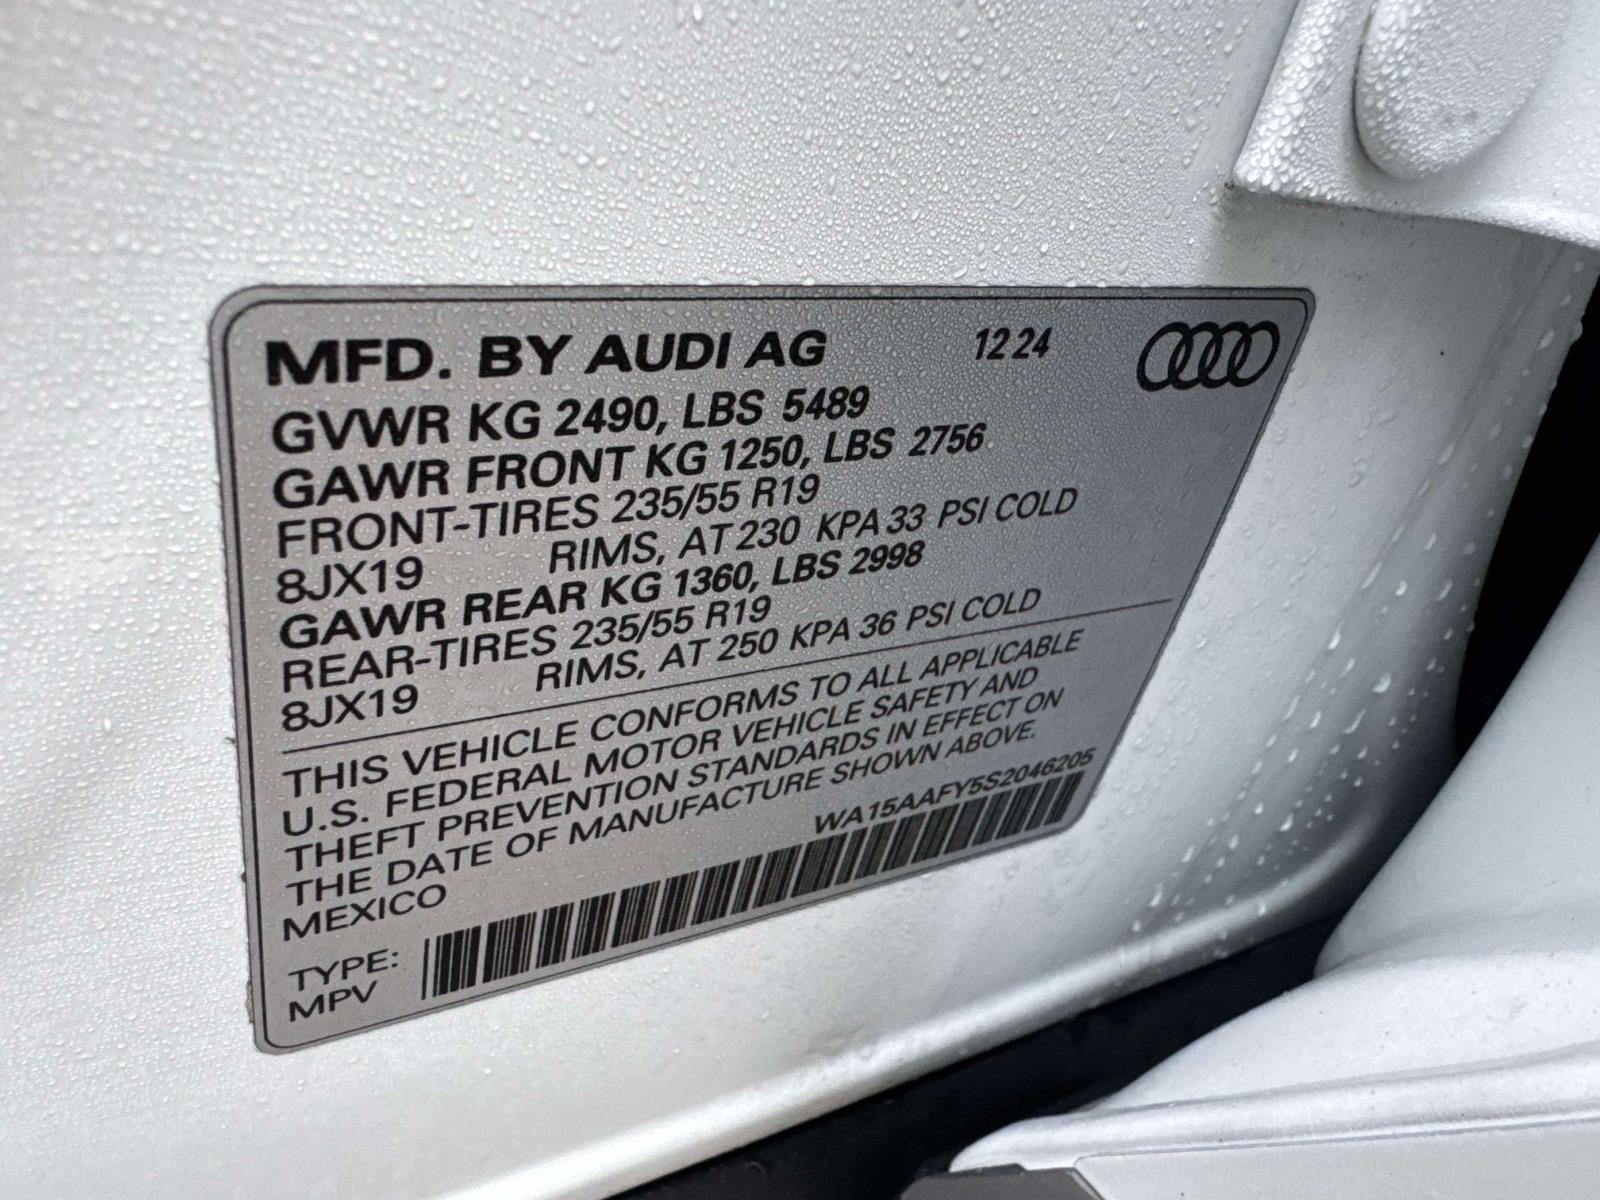 MFD. BY AUDI AG 12 24
GVWR KG 2490, LBS 5489
GAWR FRONT KG 1250, LBS 2756
FRONT-TIRES 235/55 R19
8JX19 RIMS, AT 230 KPA 33 PSI COLD
GAWR REAR KG 1360, LBS 2998
REAR-TIRES 235/55 R19
8JX19 RIMS, AT 250 KPA 36 PSI COLD
THIS VEHICLE CONFORMS TO ALL APPLICABLE
U.S. FEDERAL MOTOR VEHICLE SAFETY AND
THEFT PREVENTION STANDARDS IN EFFECT ON
THE DATE OF MANUFACTURE SHOWN ABOVE.
MEXICO WA15AAFY5S2046205
TYPE:
MPV